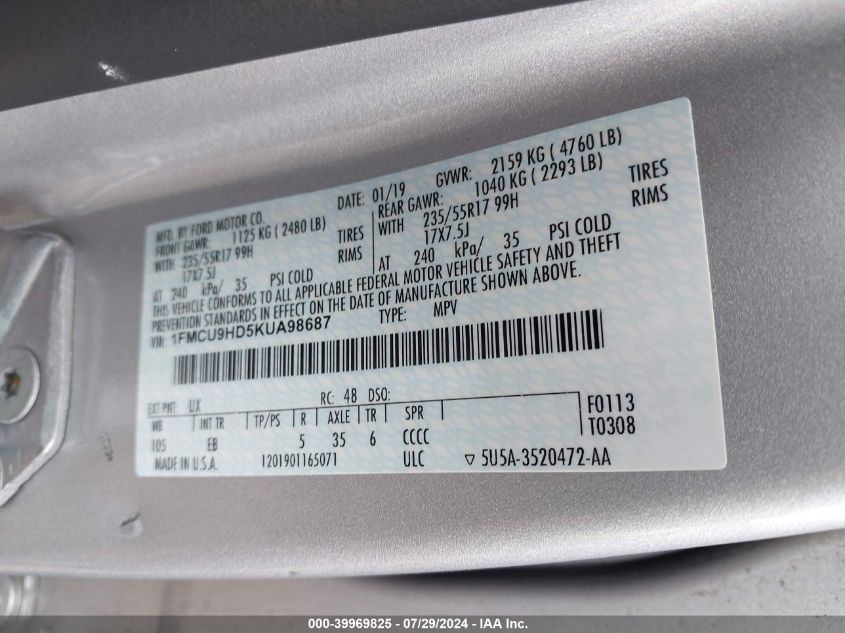 MFD. BY FORD MOTOR CO.
DATE: 01/19 GVWR: 2159 KG ( 4760 LB)
FRONT GAWR: 1125 KG ( 2480 LB)
REAR GAWR: 1040 KG ( 2293 LB)
WITH 235/55R17 99H TIRES
WITH 235/55R17 99H TIRES
17X7.5J RIMS
17X7.5J RIMS
AT 240 kPa/ 35 PSI COLD
AT 240 kPa/ 35 PSI COLD
THIS VEHICLE CONFORMS TO ALL APPLICABLE FEDERAL MOTOR VEHICLE SAFETY AND THEFT
PREVENTION STANDARDS IN EFFECT ON THE DATE OF MANUFACTURE SHOWN ABOVE.
VIN: 1FMCU9HD5KUA98687 TYPE: MPV
EXT PNT: UX RC: 48 DSO:
WB INT TR TP/PS R AXLE TR SPR
F0113
105 EB 5 35 6 CCCC
T0308
MADE IN U.S.A. 1201901165071 ULC ▽ 5U5A-3520472-AA
000-39969825 - 07/29/2024 - IAA Inc.